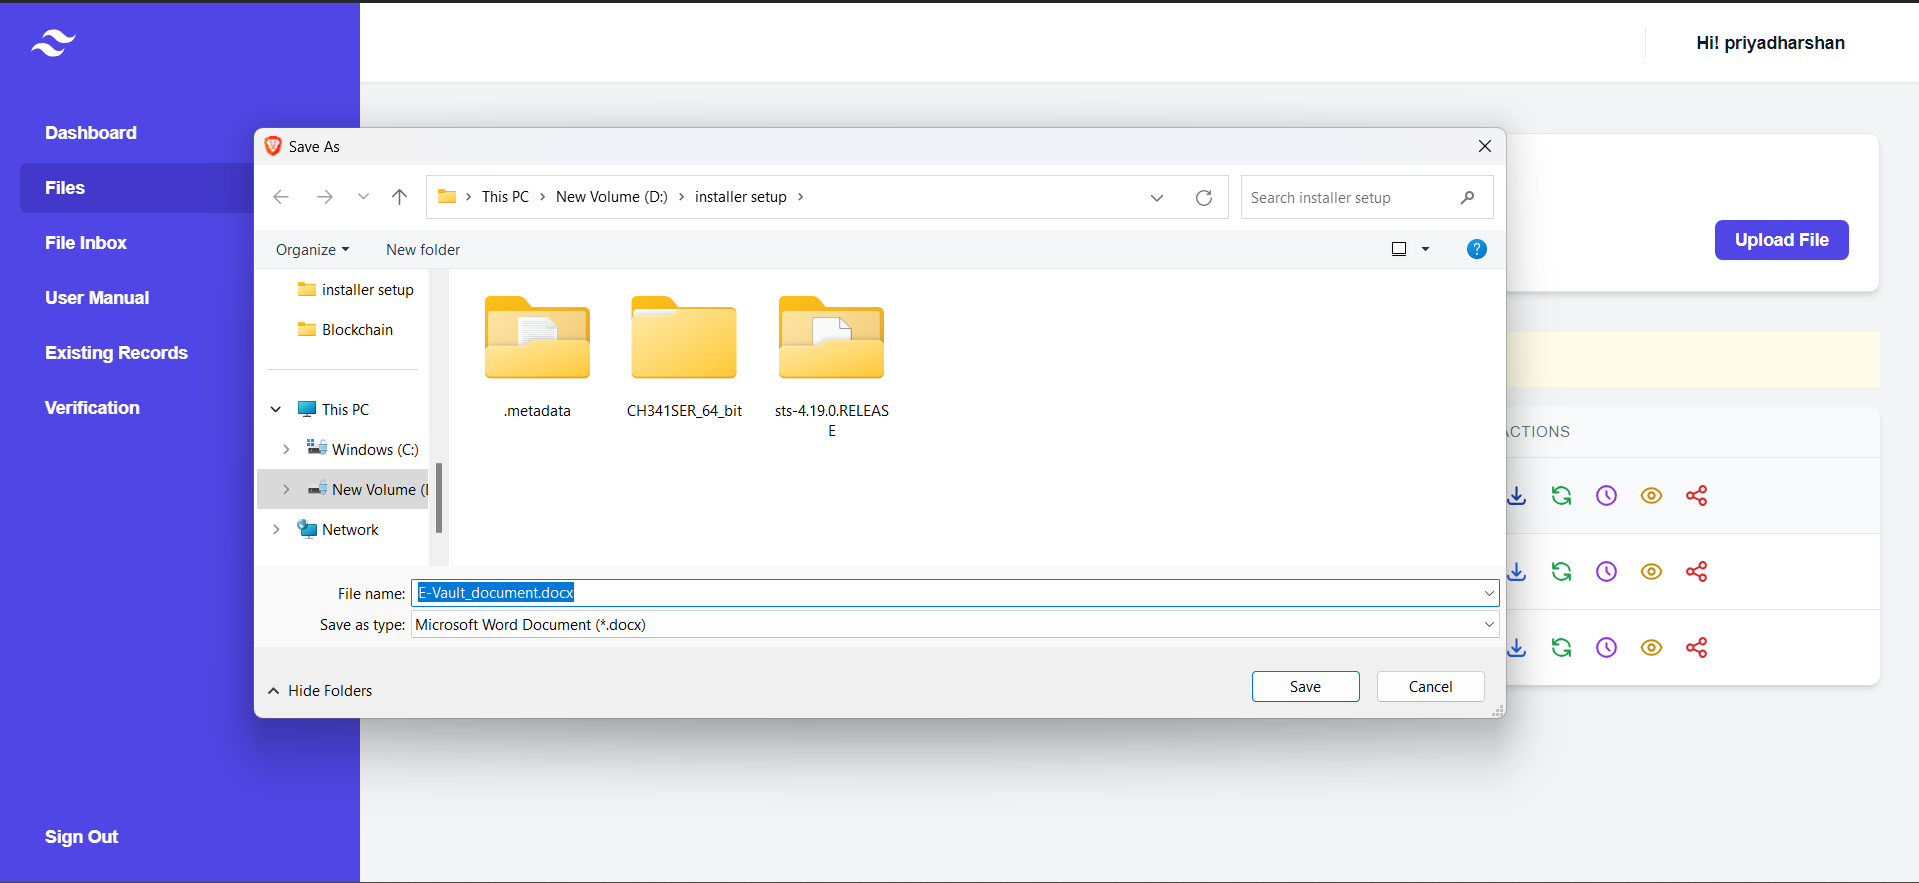 Hi! priyadharshan
Dashboard
Files
File Inbox
User Manual
Existing Records
Verification
Sign Out
Save As
This PC > New Volume (D:) > installer setup >
Search installer setup
Organize
New folder
?
installer setup
Blockchain
This PC
Windows (C:)
New Volume (
Network
.metadata
CH341SER_64_bit
sts-4.19.0.RELEAS
E
File name: E-Vault_document.docx
Save as type: Microsoft Word Document (*.docx)
Hide Folders
Save
Cancel
Upload File
ACTIONS